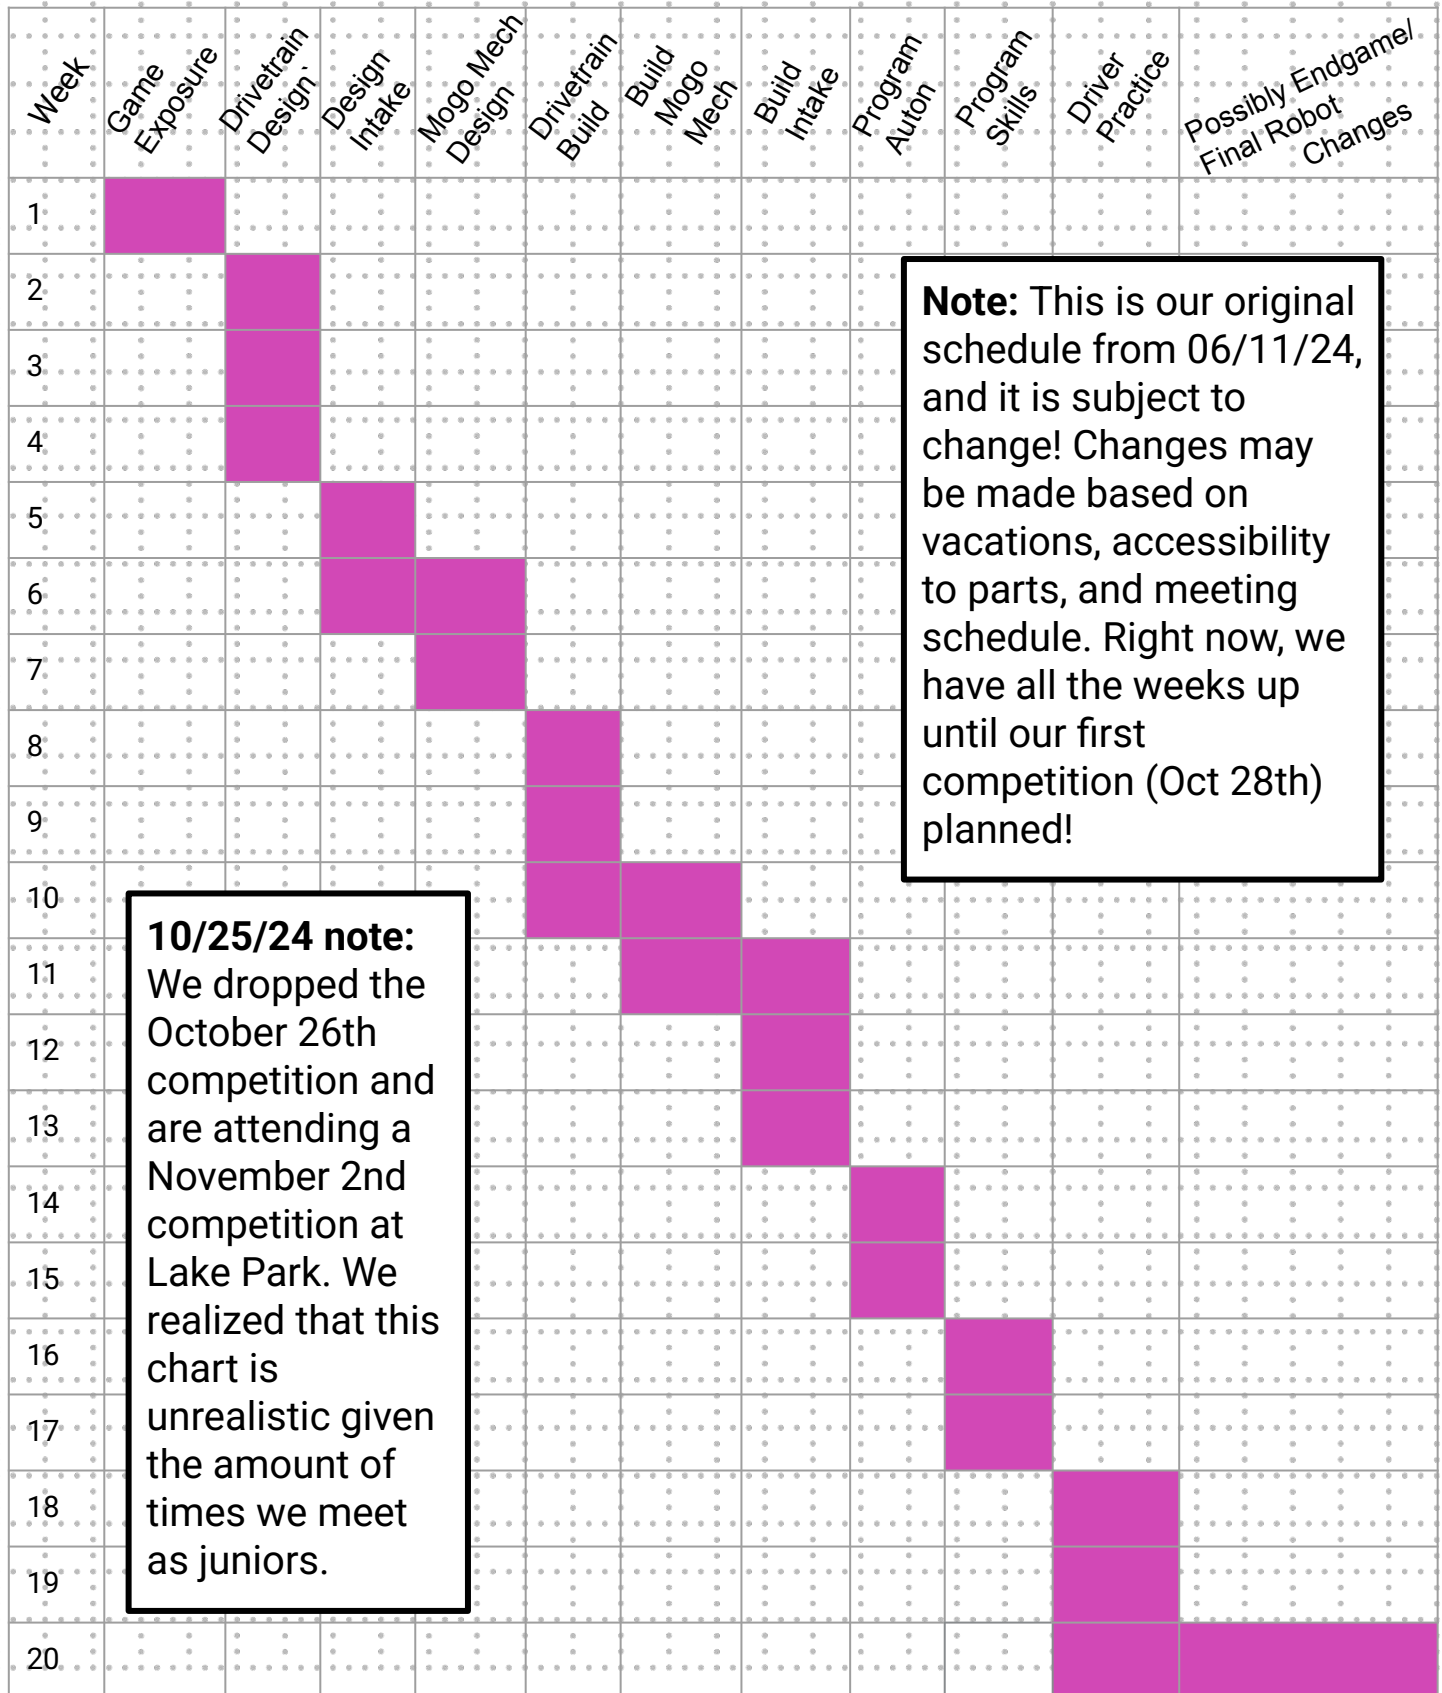 Week
Game
Exposure
Drivetrain
Design`
Design
Intake
Mogo Mech
Design
Drivetrain
Build
Build
Mogo
Mech
Build
Intake
Program
Auton
Program
Skills
Driver
Practice
Possibly Endgame/
Final Robot
Changes
1
2
3
4
5
6
7
8
9
10
11
12
13
14
15
16
17
18
19
20
Note: This is our original
schedule from 06/11/24,
and it is subject to
change! Changes may
be made based on
vacations, accessibility
to parts, and meeting
schedule. Right now, we
have all the weeks up
until our first
competition (Oct 28th)
planned!
10/25/24 note:
We dropped the
October 26th
competition and
are attending a
November 2nd
competition at
Lake Park. We
realized that this
chart is
unrealistic given
the amount of
times we meet
as juniors.